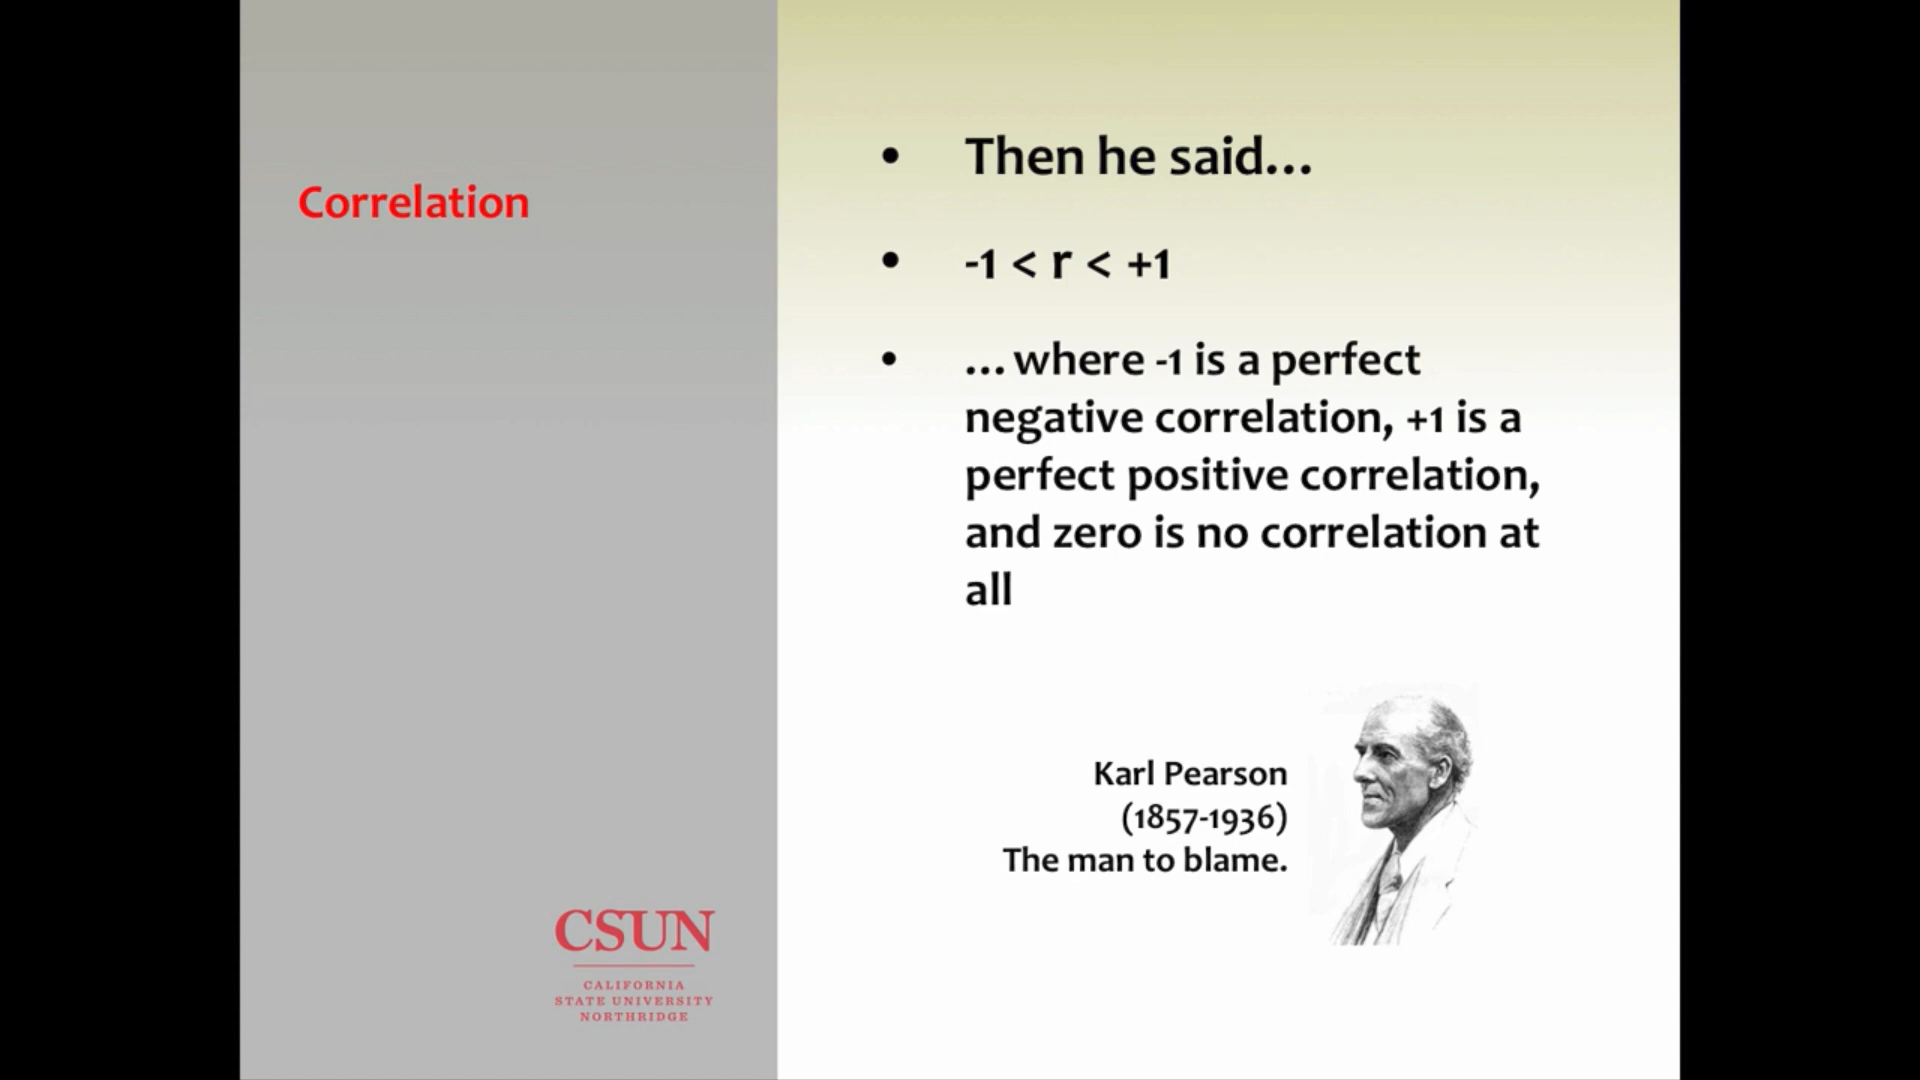 Correlation
• Then he said...
• -1 < r < +1
• ...where -1 is a perfect
negative correlation, +1 is a
perfect positive correlation,
and zero is no correlation at
all
Karl Pearson
(1857-1936)
The man to blame.
CSUN
CALIFORNIA
STATE UNIVERSITY
NORTHRIDGE